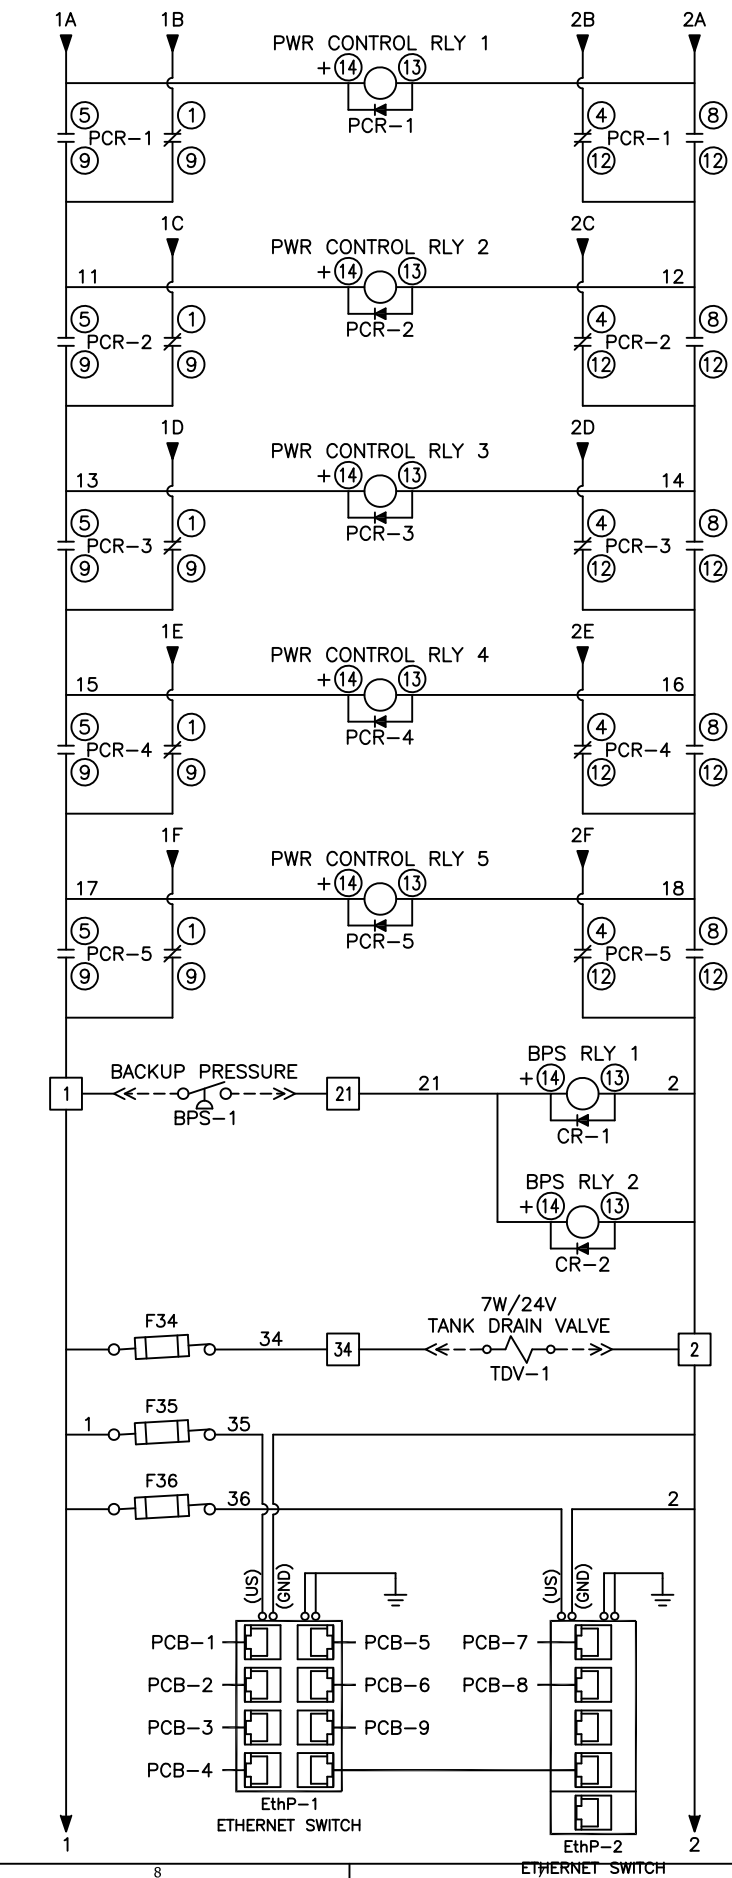 1A 1B 2B 2A
PWR CONTROL RLY 1
+ 14 13
PCR-1
5 PCR-1 1 4 PCR-1 8
9 9 12 12
1C 2C
PWR CONTROL RLY 2
11 + 14 13 12
PCR-2
5 PCR-2 1 4 PCR-2 8
9 9 12 12
1D 2D
PWR CONTROL RLY 3
13 + 14 13 14
PCR-3
5 PCR-3 1 4 PCR-3 8
9 9 12 12
1E 2E
PWR CONTROL RLY 4
15 + 14 13 16
PCR-4
5 PCR-4 1 4 PCR-4 8
9 9 12 12
1F 2F
PWR CONTROL RLY 5
17 + 14 13 18
PCR-5
5 PCR-5 1 4 PCR-5 8
9 9 12 12
BACKUP PRESSURE BPS RLY 1
1 21 21 + 14 13 2
BPS-1 CR-1
BPS RLY 2
+ 14 13
CR-2
7W/24V
F34 TANK DRAIN VALVE
34 34 2
TDV-1
F35
1 35
F36
36 2
(US) (GND) (US) (GND)
PCB-1 PCB-5 PCB-7
PCB-2 PCB-6 PCB-8
PCB-3 PCB-9
PCB-4
EthP-1
ETHERNET SWITCH
1 EthP-2 2
ETHERNET SWITCH
8 7